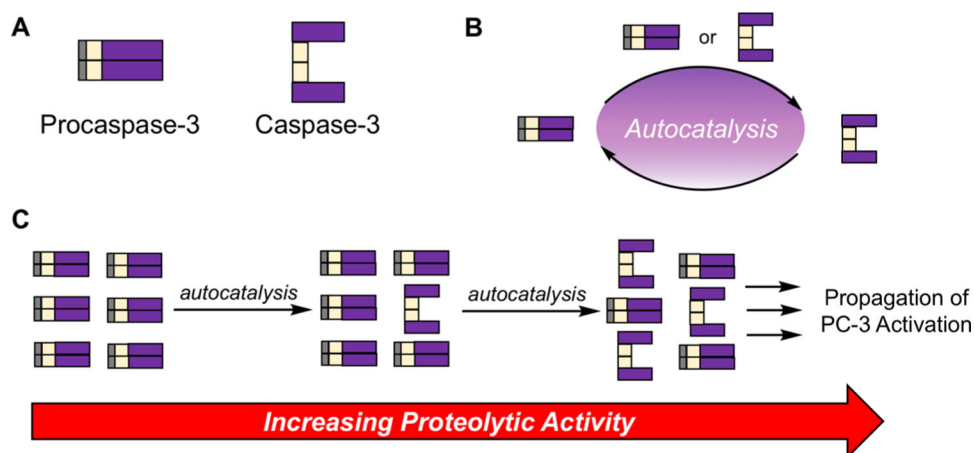 A
Procaspase-3
Caspase-3
B
or
Autocatalysis
C
autocatalysis
autocatalysis
Propagation of
PC-3 Activation
Increasing Proteolytic Activity